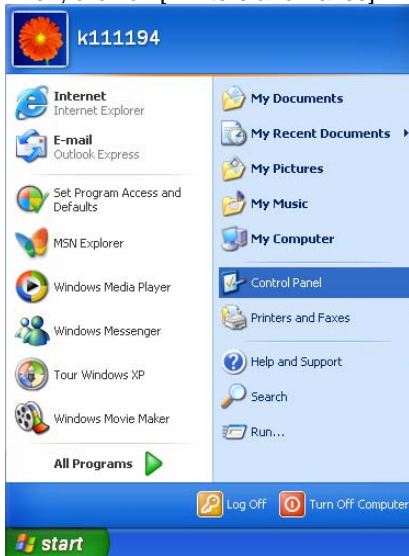 k111194
Internet
Internet Explorer
E-mail
Outlook Express
Set Program Access and
Defaults
MSN Explorer
Windows Media Player
Windows Messenger
Tour Windows XP
Windows Movie Maker
All Programs
My Documents
My Recent Documents
My Pictures
My Music
My Computer
Control Panel
Printers and Faxes
Help and Support
Search
Run...
Log Off
Turn Off Computer
start